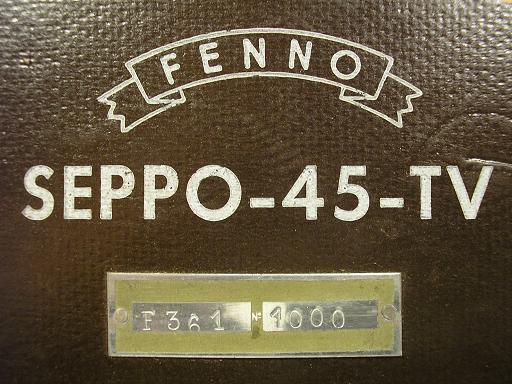 FENNO
SEPPO-45-TV
F361 Nº 1000